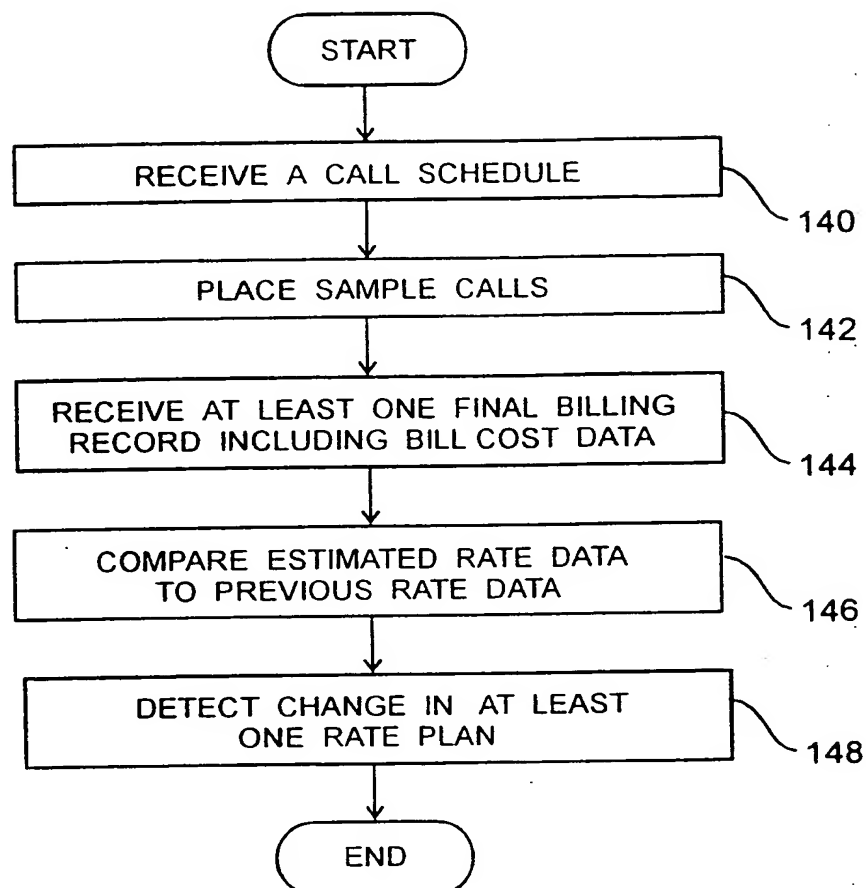 START
RECEIVE A CALL SCHEDULE
140
PLACE SAMPLE CALLS
142
RECEIVE AT LEAST ONE FINAL BILLING
RECORD INCLUDING BILL COST DATA
144
COMPARE ESTIMATED RATE DATA
TO PREVIOUS RATE DATA
146
DETECT CHANGE IN AT LEAST
ONE RATE PLAN
148
END